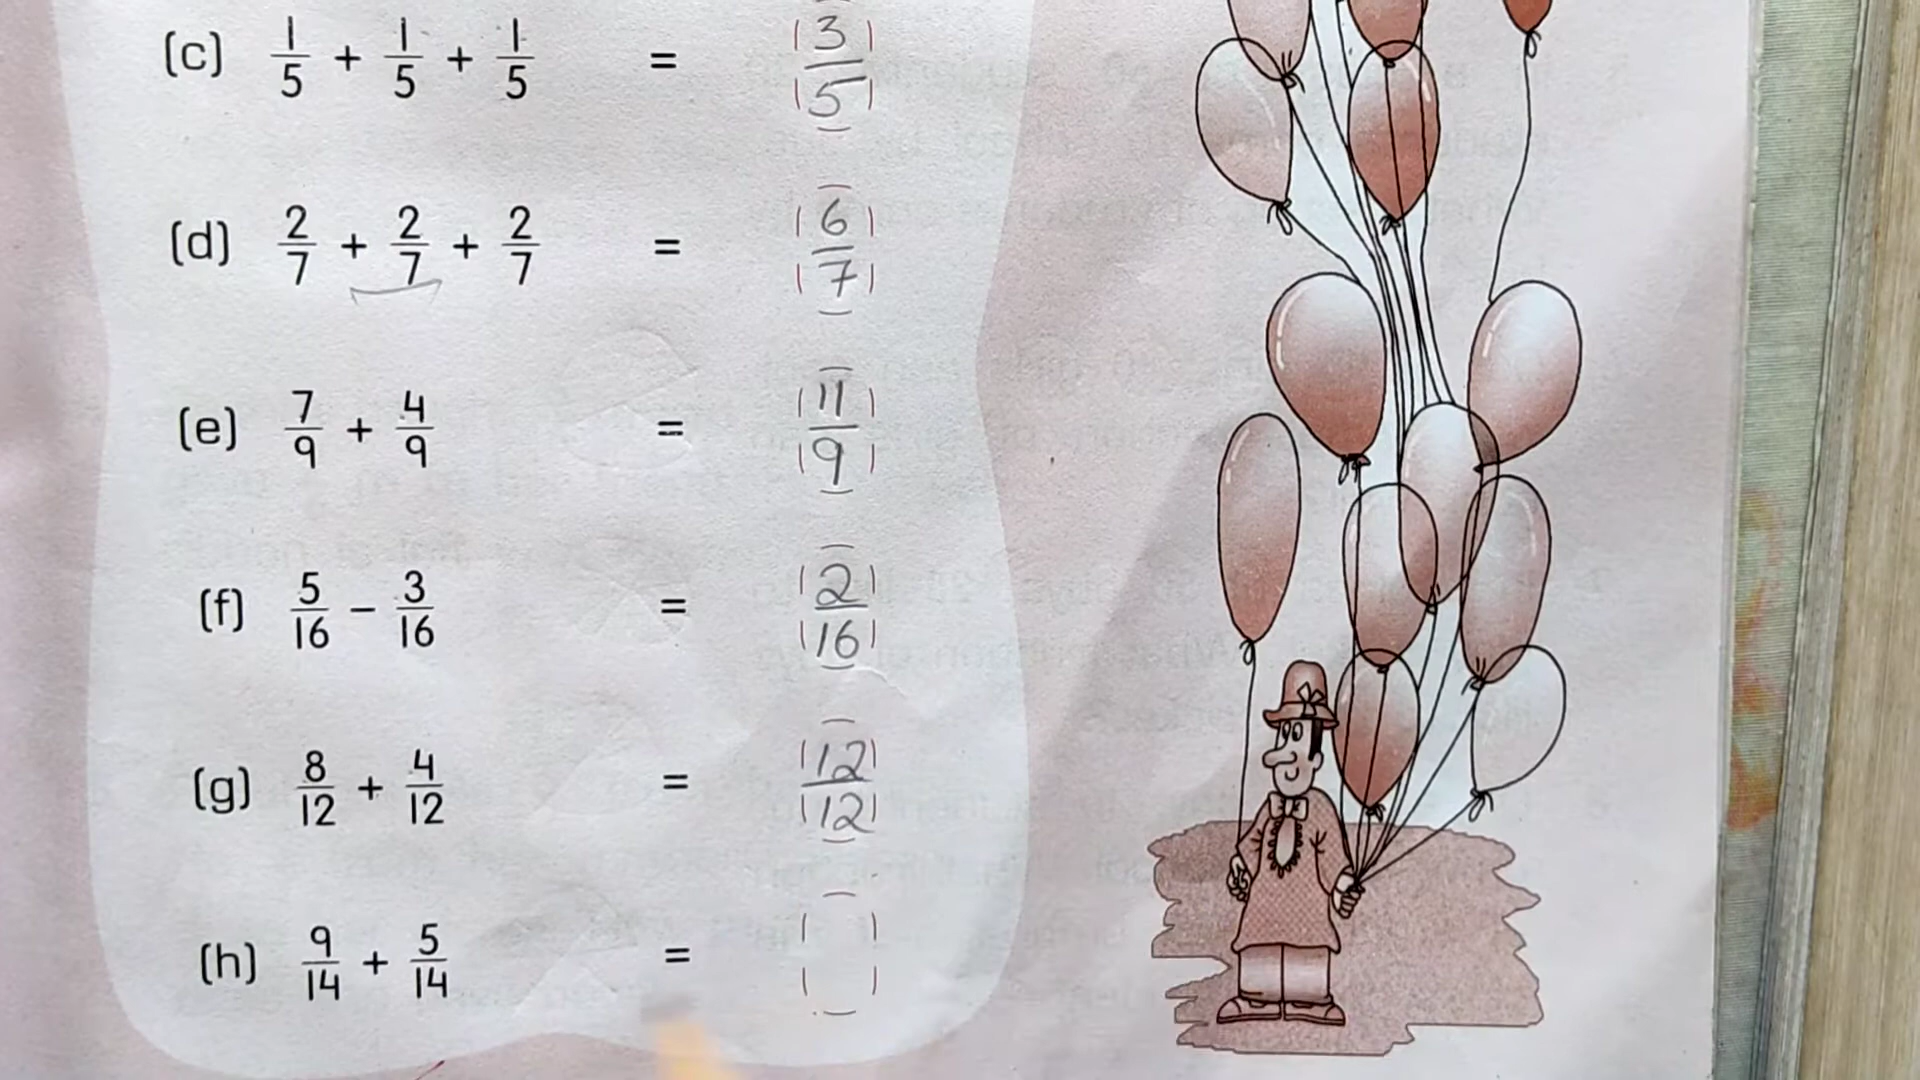 (c) 1/5 + 1/5 + 1/5 = 3/5
(d) 2/7 + 2/7 + 2/7 = 6/7
(e) 7/9 + 4/9 = 11/9
(f) 5/16 − 3/16 = 2/16
(g) 8/12 + 4/12 = 12/12
(h) 9/14 + 5/14 =